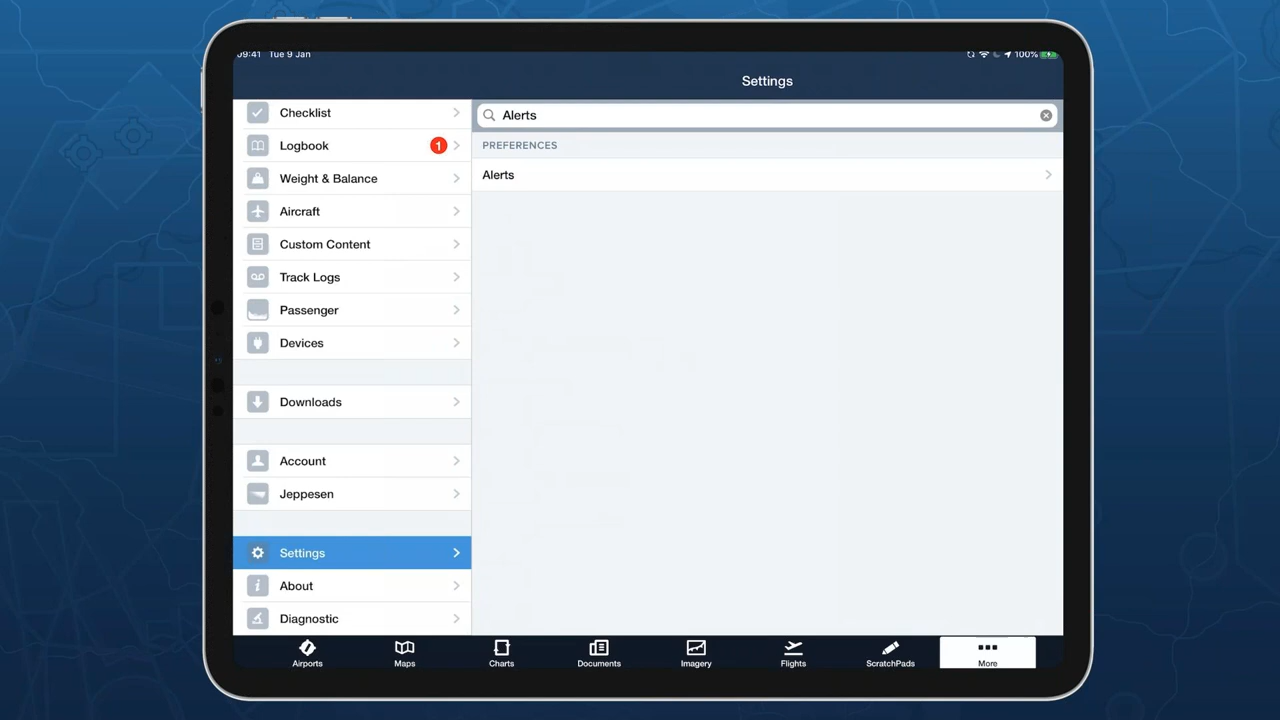 09:41 Tue 9 Jan
100%
Settings
Checklist
Logbook
1
Weight & Balance
Aircraft
Custom Content
Track Logs
Passenger
Devices
Downloads
Account
Jeppesen
Settings
About
Diagnostic
Alerts
PREFERENCES
Alerts
Airports
Maps
Charts
Documents
Imagery
Flights
ScratchPads
More